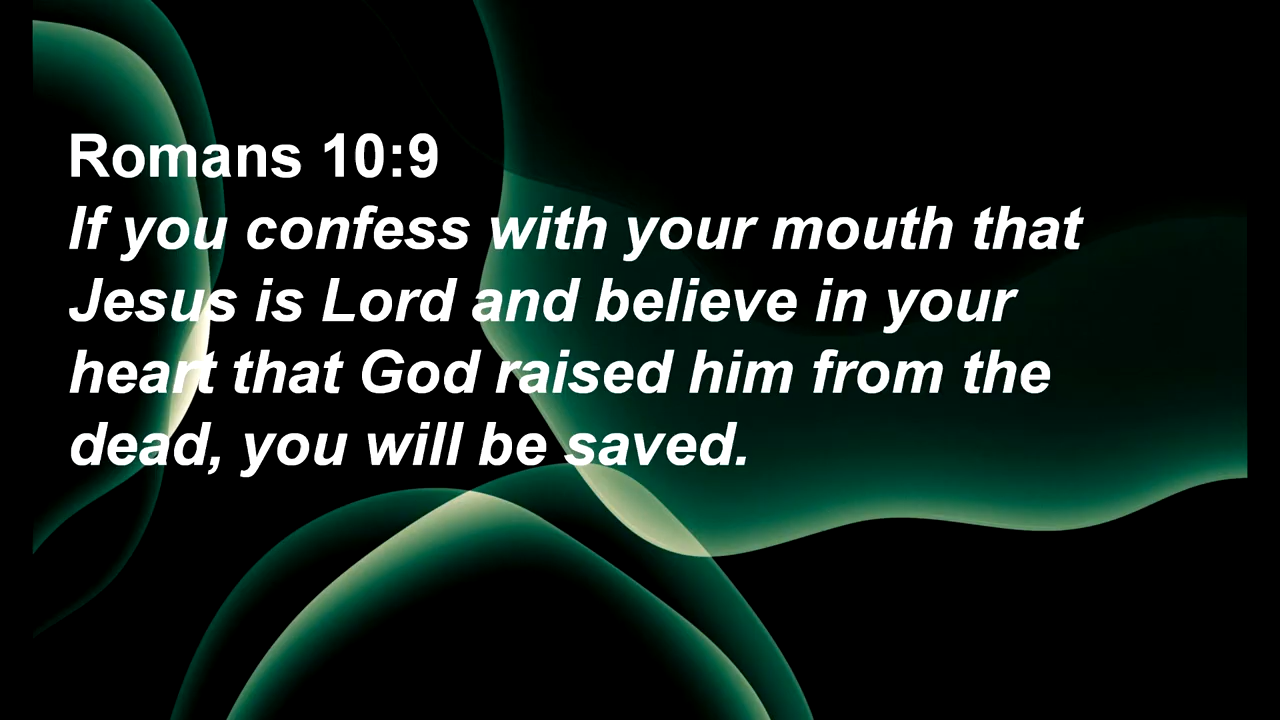 Romans 10:9
If you confess with your mouth that
Jesus is Lord and believe in your
heart that God raised him from the
dead, you will be saved.